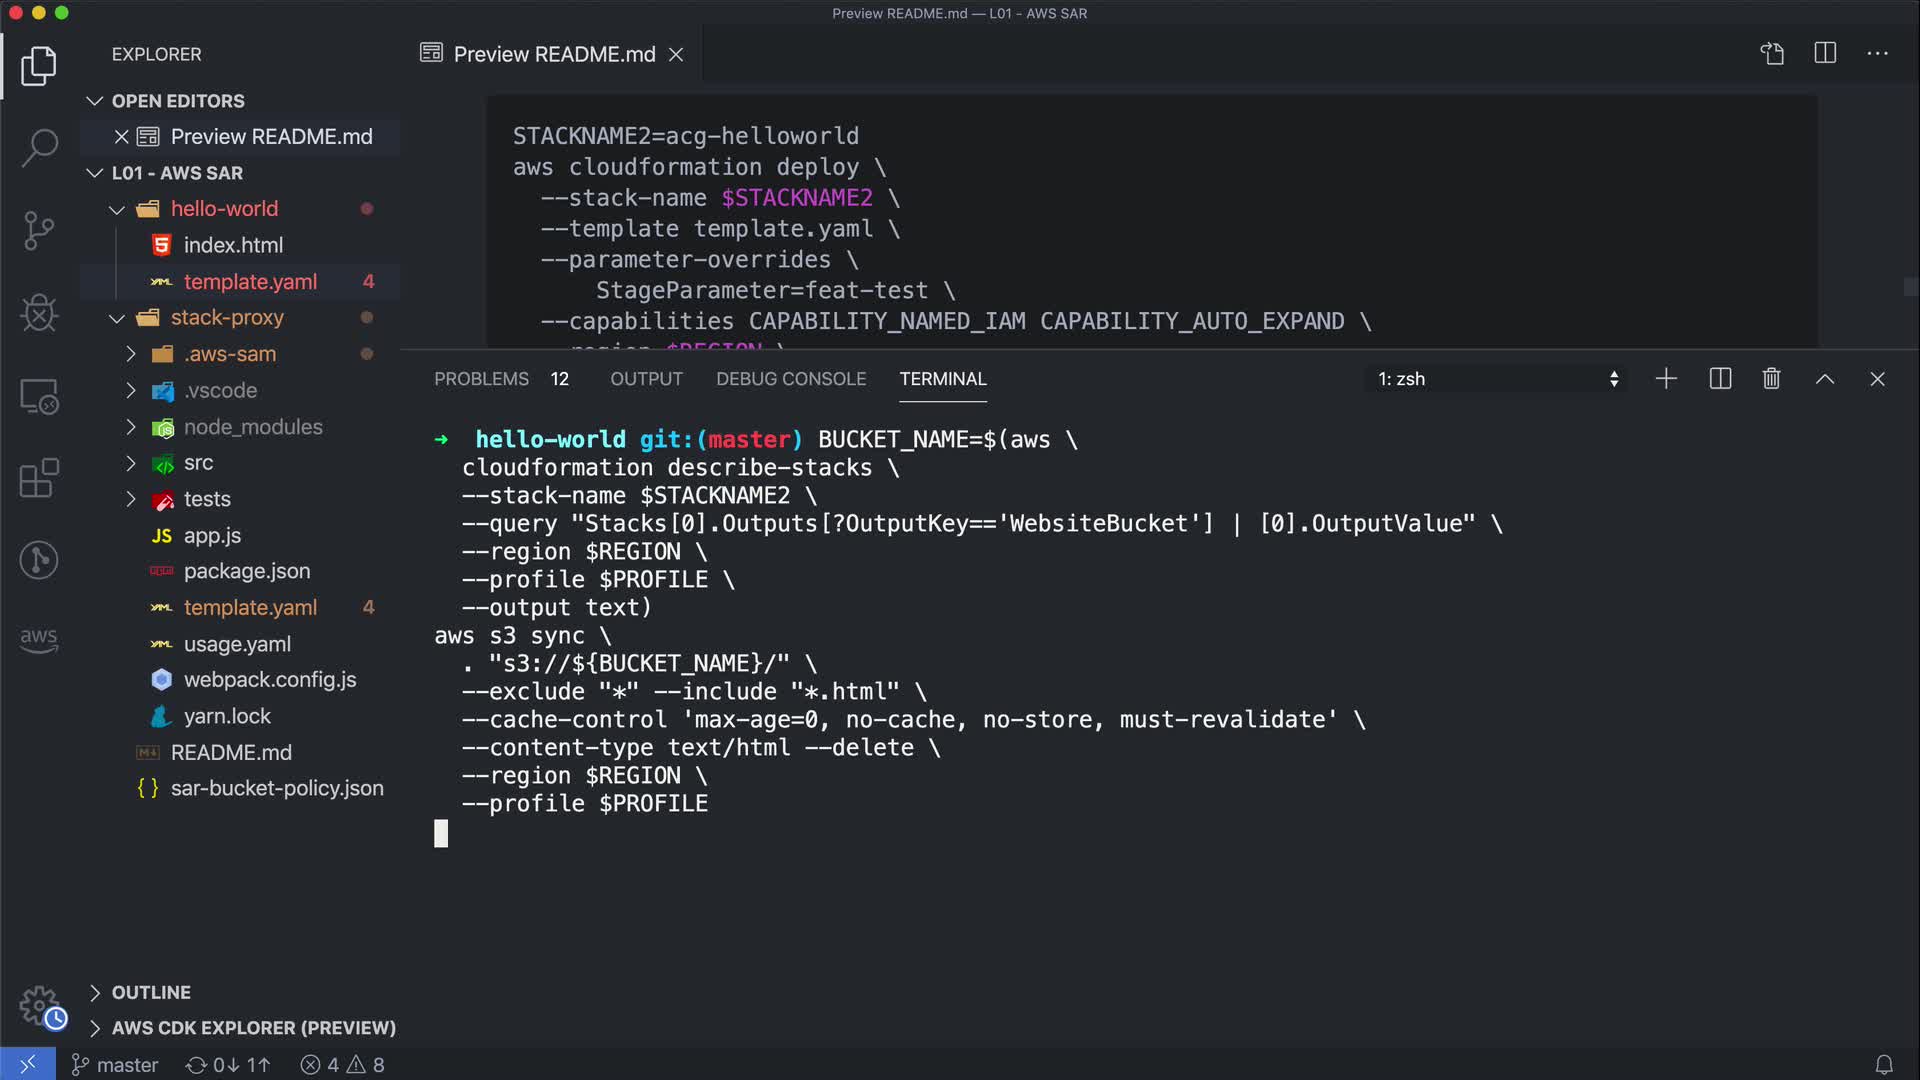 Preview README.md — L01 - AWS SAR
EXPLORER
OPEN EDITORS
Preview README.md
L01 - AWS SAR
hello-world
index.html
template.yaml 4
stack-proxy
.aws-sam
.vscode
node_modules
src
tests
JS app.js
package.json
template.yaml 4
usage.yaml
webpack.config.js
yarn.lock
README.md
{ } sar-bucket-policy.json
OUTLINE
AWS CDK EXPLORER (PREVIEW)
aws
Preview README.md
STACKNAME2=acg-helloworld
aws cloudformation deploy \
--stack-name $STACKNAME2 \
--template template.yaml \
--parameter-overrides \
StageParameter=feat-test \
--capabilities CAPABILITY_NAMED_IAM CAPABILITY_AUTO_EXPAND \
--region $REGION \
PROBLEMS 12 OUTPUT DEBUG CONSOLE TERMINAL 1: zsh
➜ hello-world git:(master) BUCKET_NAME=$(aws \
cloudformation describe-stacks \
--stack-name $STACKNAME2 \
--query "Stacks[0].Outputs[?OutputKey=='WebsiteBucket'] | [0].OutputValue" \
--region $REGION \
--profile $PROFILE \
--output text)
aws s3 sync \
. "s3://${BUCKET_NAME}/" \
--exclude "*" --include "*.html" \
--cache-control 'max-age=0, no-cache, no-store, must-revalidate' \
--content-type text/html --delete \
--region $REGION \
--profile $PROFILE
master 0↓ 1↑ 4 8